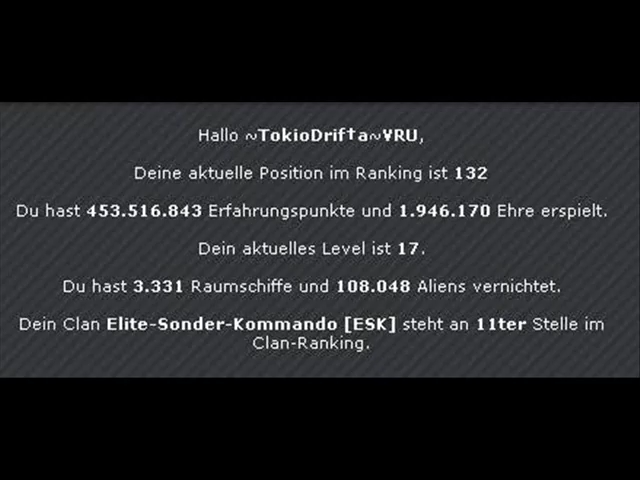 Hallo ~TokioDrif†a~¥RU,
Deine aktuelle Position im Ranking ist 132
Du hast 453.516.843 Erfahrungspunkte und 1.946.170 Ehre erspielt.
Dein aktuelles Level ist 17.
Du hast 3.331 Raumschiffe und 108.048 Aliens vernichtet.
Dein Clan Elite-Sonder-Kommando [ESK] steht an 11ter Stelle im
Clan-Ranking.